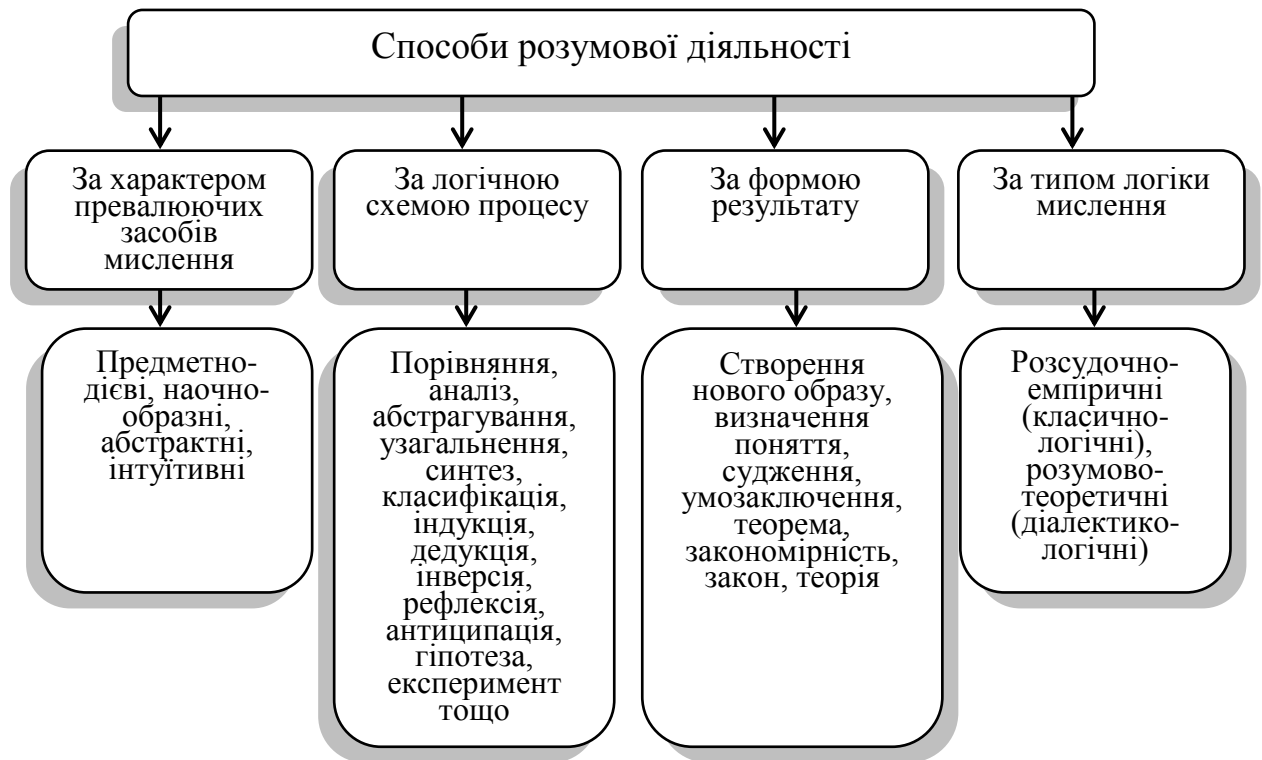 Способи розумової діяльності
За характером
превалюючих
засобів
мислення
За логічною
схемою процесу
За формою
результату
За типом логіки
мислення
Предметно-
дієві, наочно-
образні,
абстрактні,
інтуїтивні
Порівняння,
аналіз,
абстрагування,
узагальнення,
синтез,
класифікація,
індукція,
дедукція,
інверсія,
рефлексія,
антиципація,
гіпотеза,
експеримент
тощо
Створення
нового образу,
визначення
поняття,
судження,
умозаключення,
теорема,
закономірність,
закон, теорія
Розсудочно-
емпіричні
(класично-
логічні),
розумово-
теоретичні
(діалектико-
логічні)